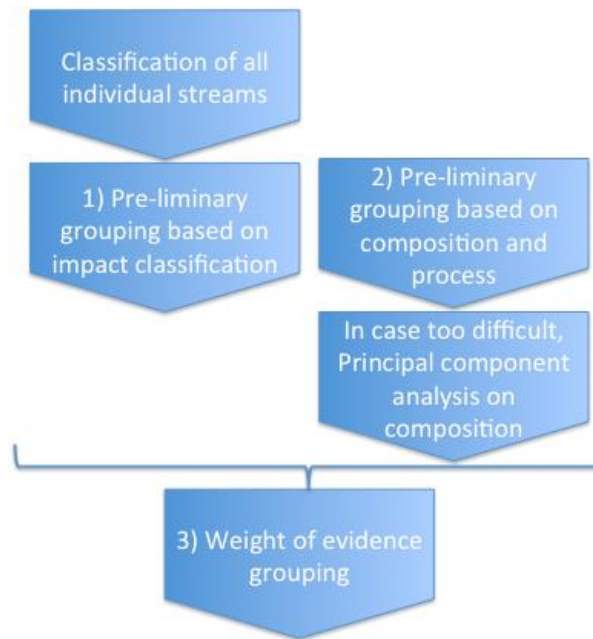 Classification of all
individual streams
1) Pre-liminary
grouping based on
impact classification
2) Pre-liminary
grouping based on
composition and
process
In case too difficult,
Principal component
analysis on
composition
3) Weight of evidence
grouping